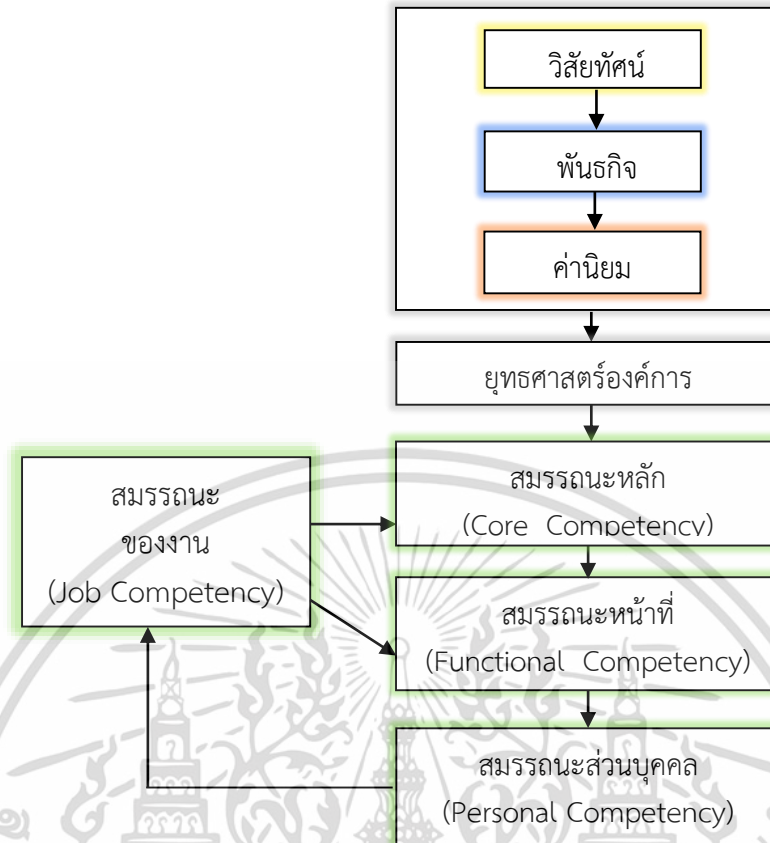 วิสัยทัศน์
พันธกิจ
ค่านิยม
ยุทธศาสตร์องค์การ
สมรรถนะ
ของงาน
(Job Competency)
สมรรถนะหลัก
(Core Competency)
สมรรถนะหน้าที่
(Functional Competency)
สมรรถนะส่วนบุคคล
(Personal Competency)